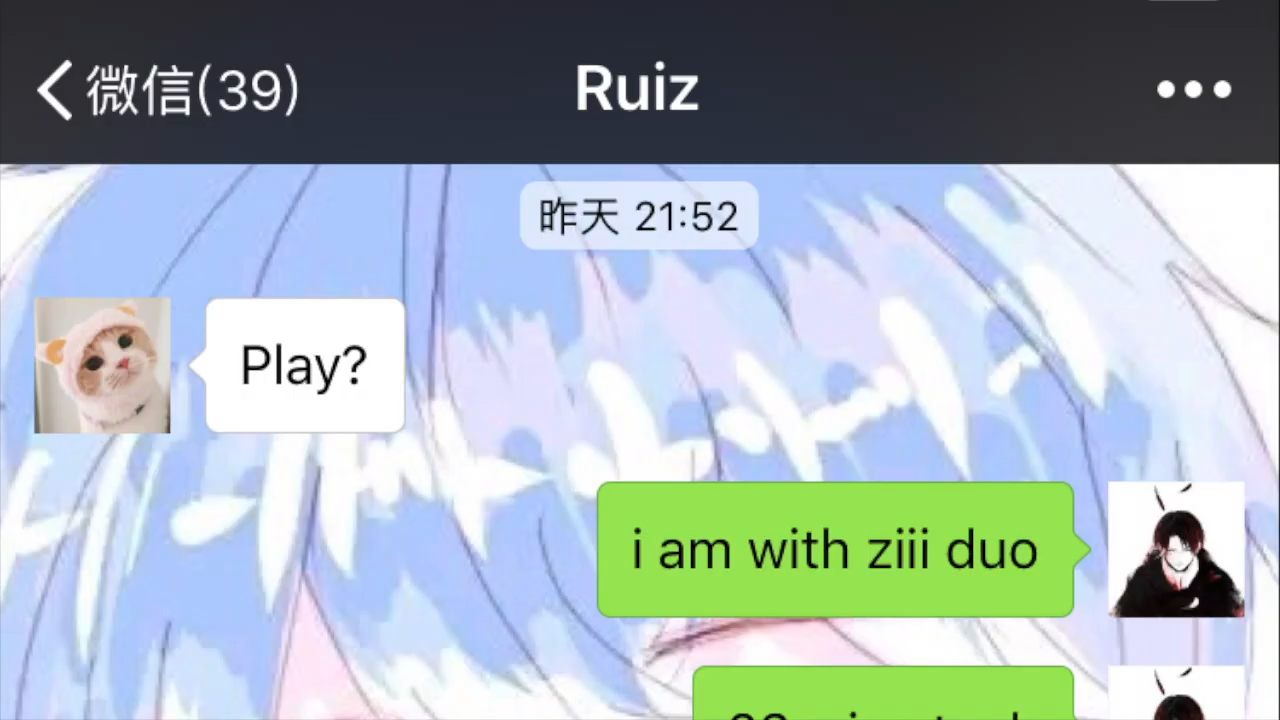 微信(39)
Ruiz
昨天 21:52
Play?
i am with ziii duo